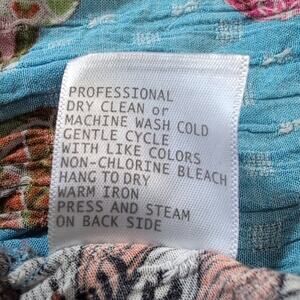 PROFESSIONAL
DRY CLEAN or
MACHINE WASH COLD
GENTLE CYCLE
WITH LIKE COLORS
NON-CHLORINE BLEACH
HANG TO DRY
WARM IRON
PRESS AND STEAM
ON BACK SIDE